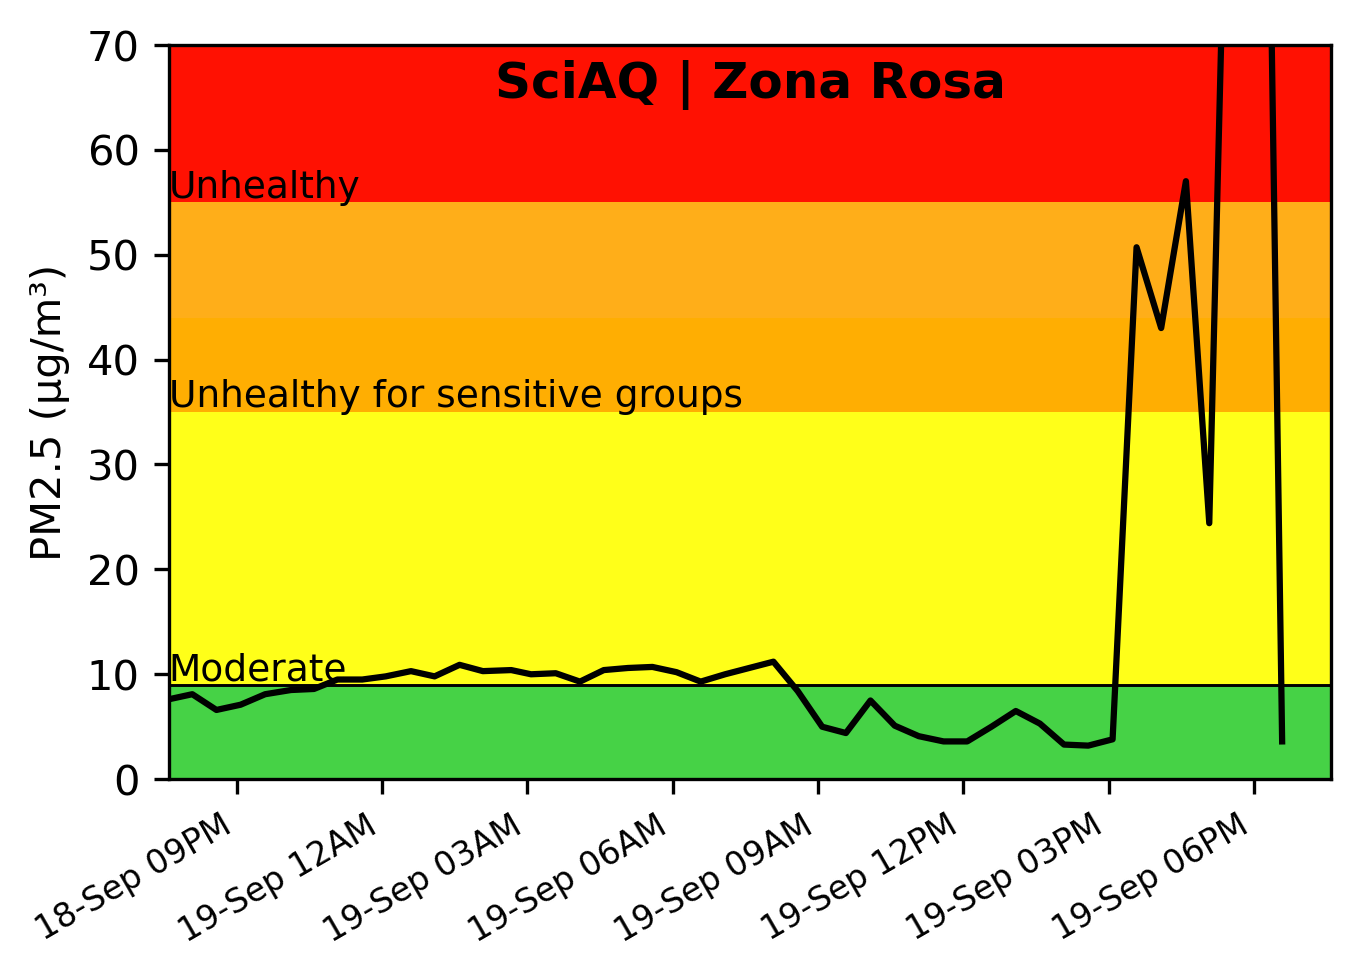 SciAQ | Zona Rosa
PM2.5 (µg/m³)
70
60
Unhealthy
50
40
Unhealthy for sensitive groups
30
20
Moderate
10
0
18-Sep 09PM
19-Sep 12AM
19-Sep 03AM
19-Sep 06AM
19-Sep 09AM
19-Sep 12PM
19-Sep 03PM
19-Sep 06PM